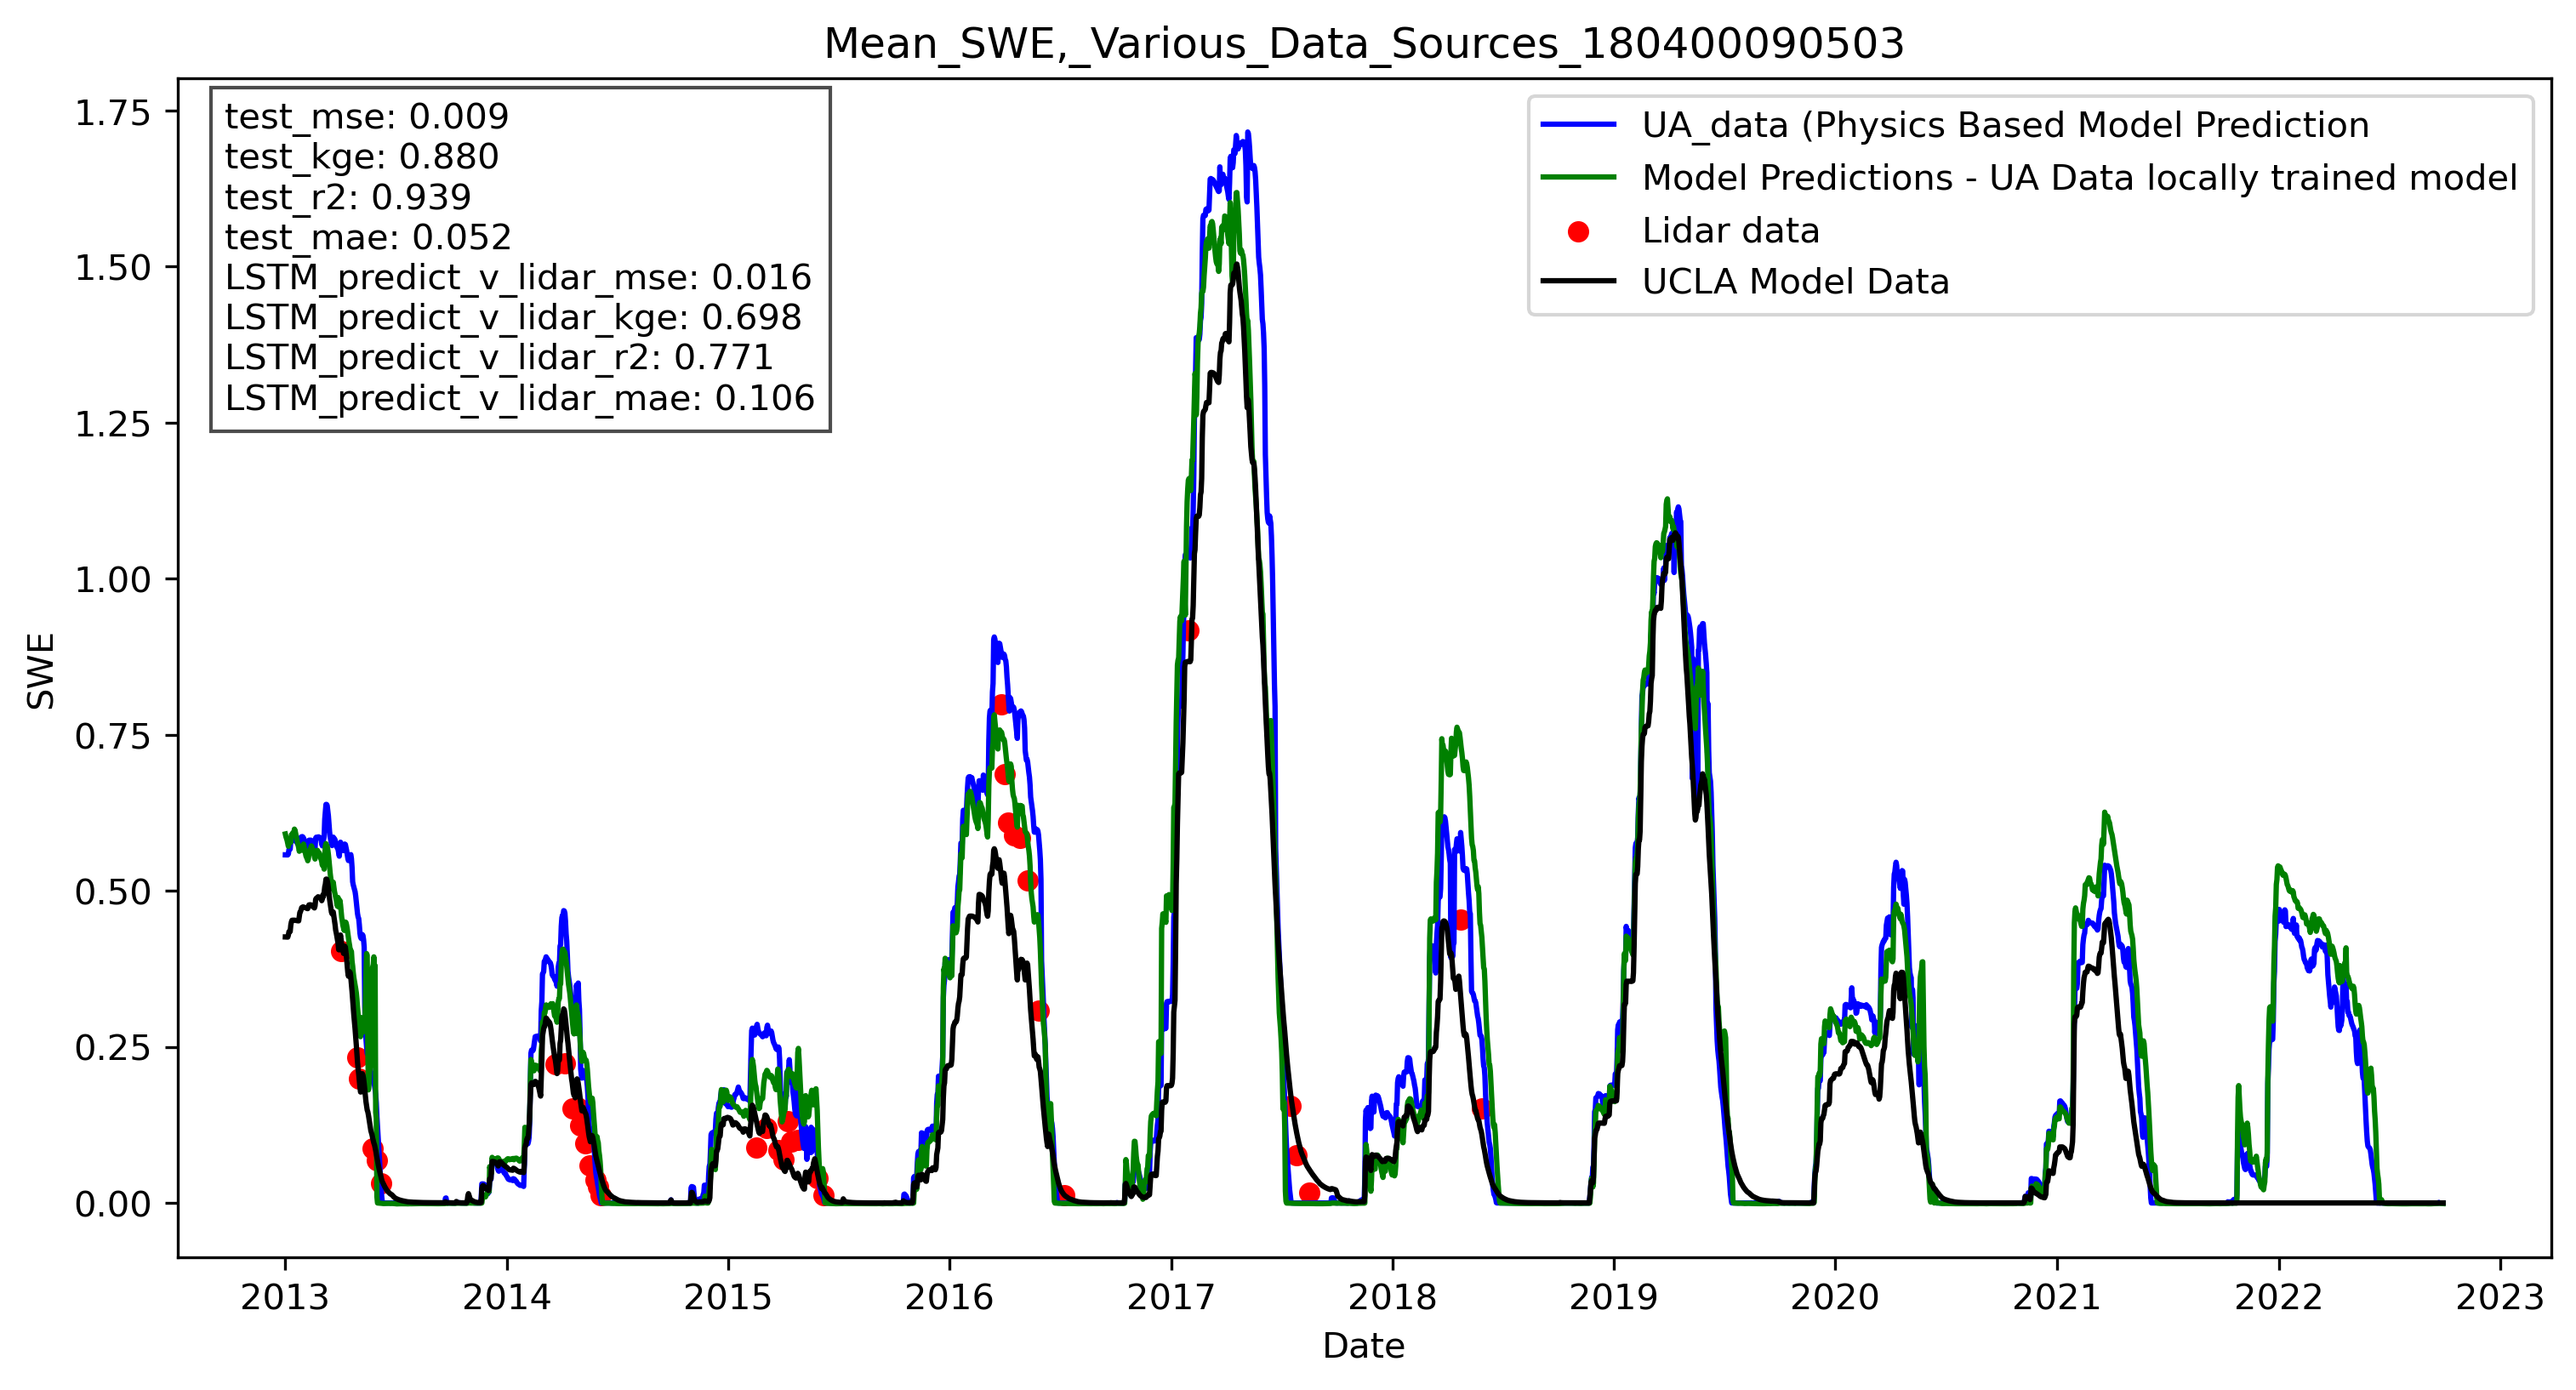 Mean_SWE,_Various_Data_Sources_180400090503
test_mse: 0.009
test_kge: 0.880
test_r2: 0.939
test_mae: 0.052
LSTM_predict_v_lidar_mse: 0.016
LSTM_predict_v_lidar_kge: 0.698
LSTM_predict_v_lidar_r2: 0.771
LSTM_predict_v_lidar_mae: 0.106
UA_data (Physics Based Model Prediction
Model Predictions - UA Data locally trained model
Lidar data
UCLA Model Data
1.75
1.50
1.25
1.00
0.75
0.50
0.25
0.00
SWE
2013 2014 2015 2016 2017 2018 2019 2020 2021 2022 2023
Date